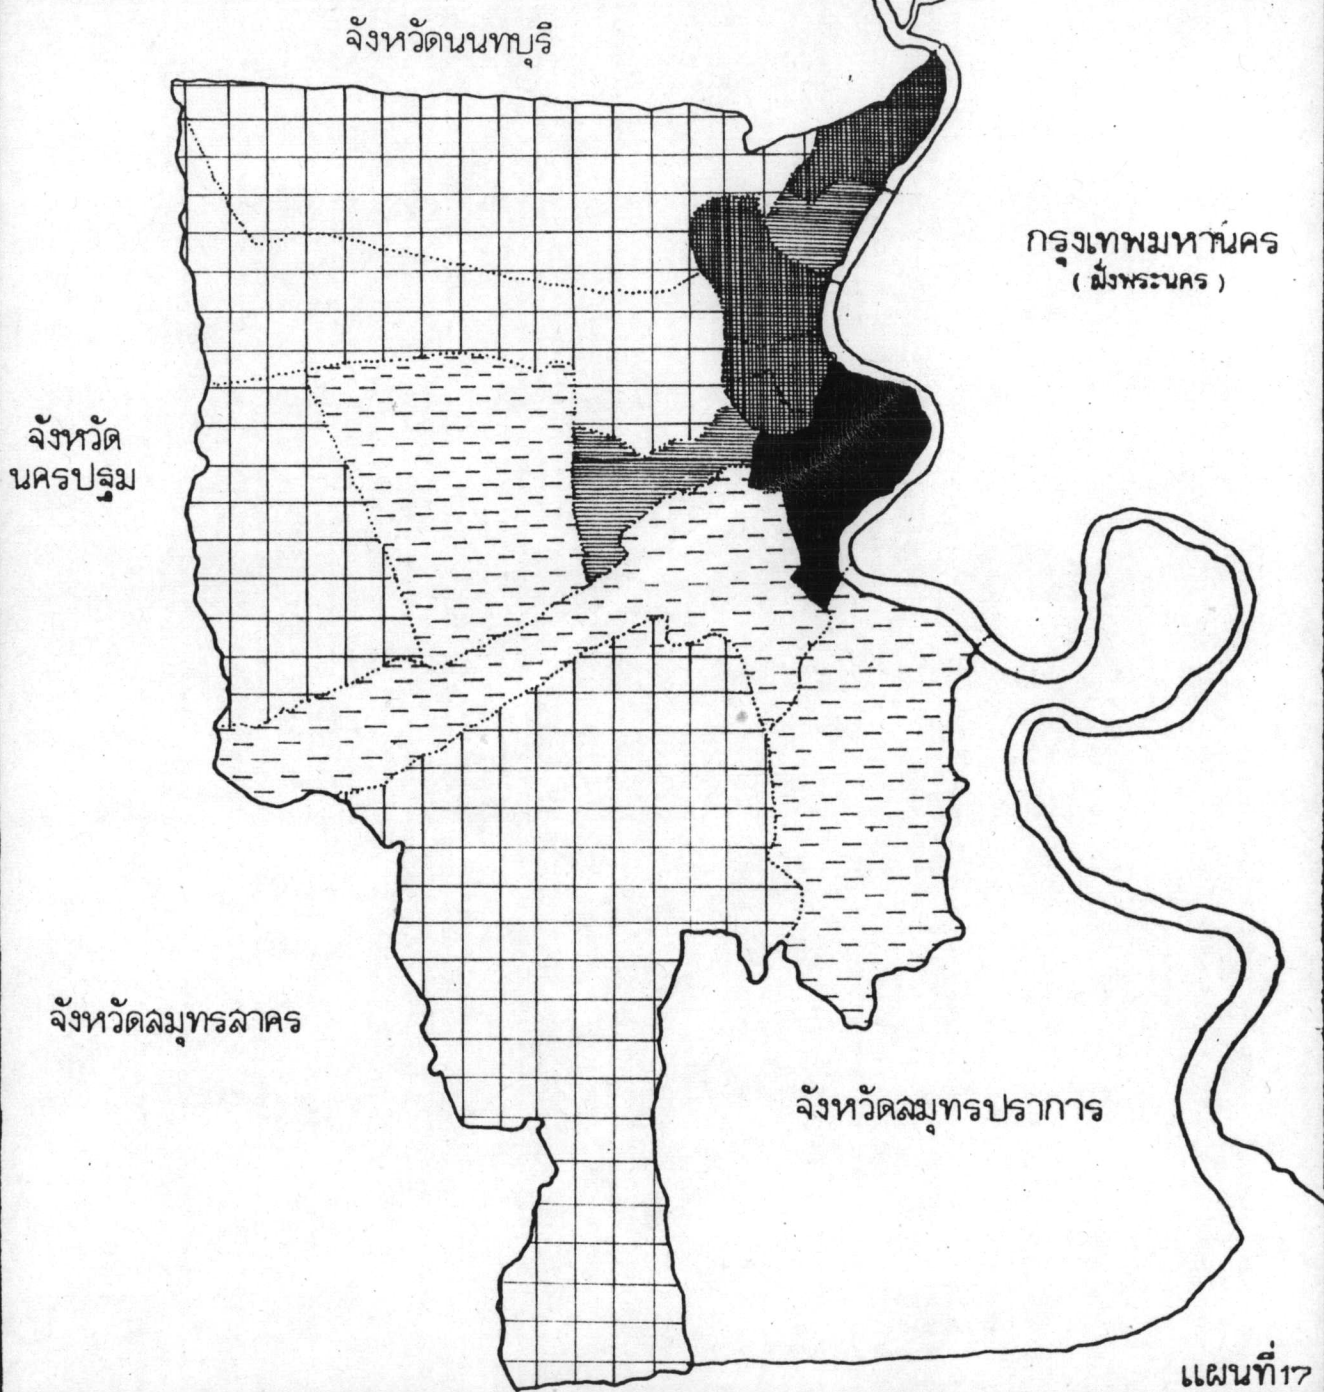 จังหวัดนนทบุรี
กรุงเทพมหานคร
( ฝั่งพระนคร )
จังหวัด
นครปฐม
จังหวัดสมุทรสาคร
จังหวัดสมุทรปราการ
แผนที่17